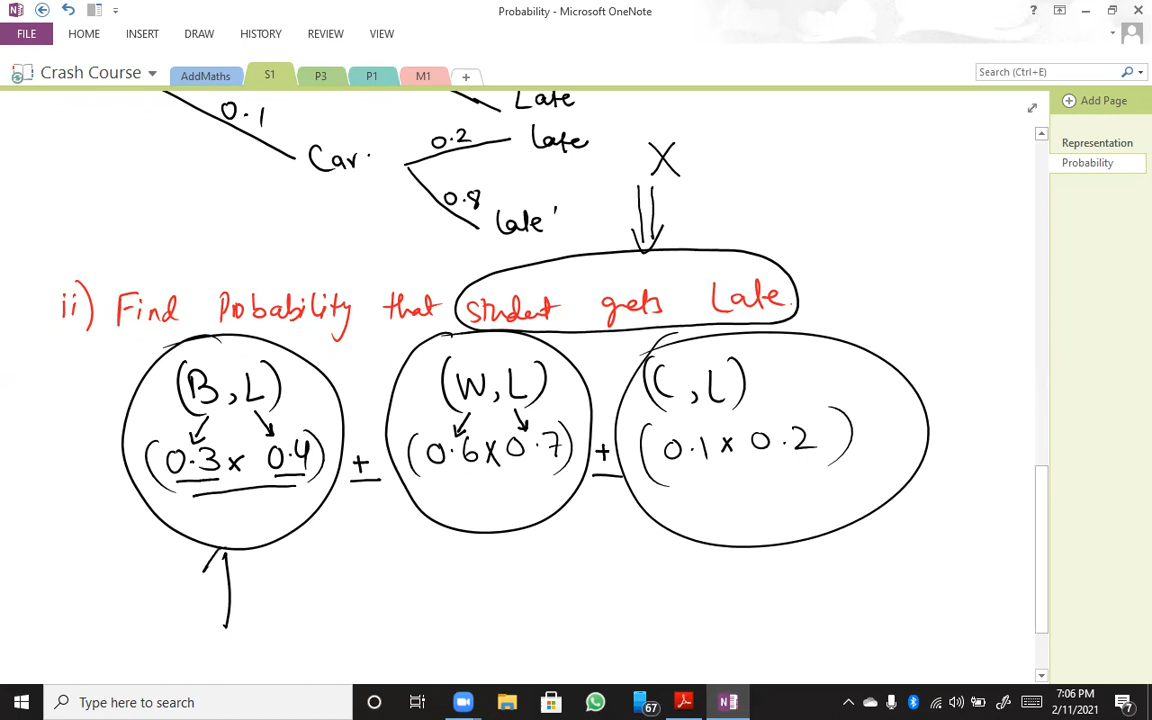 Probability - Microsoft OneNote
FILE HOME INSERT DRAW HISTORY REVIEW VIEW
Crash Course AddMaths S1 P3 P1 M1 +
Search (Ctrl+E)
Add Page
Representation
Probability
Late
0.1
0.2
late
Car
X
0.8
late'
ii) Find Probability that student gets Late.
(B,L) (W,L) (C,L)
(0.3 x 0.4) + (0.6 x 0.7) + (0.1 x 0.2)
Type here to search
67
7:06 PM
2/11/2021
7